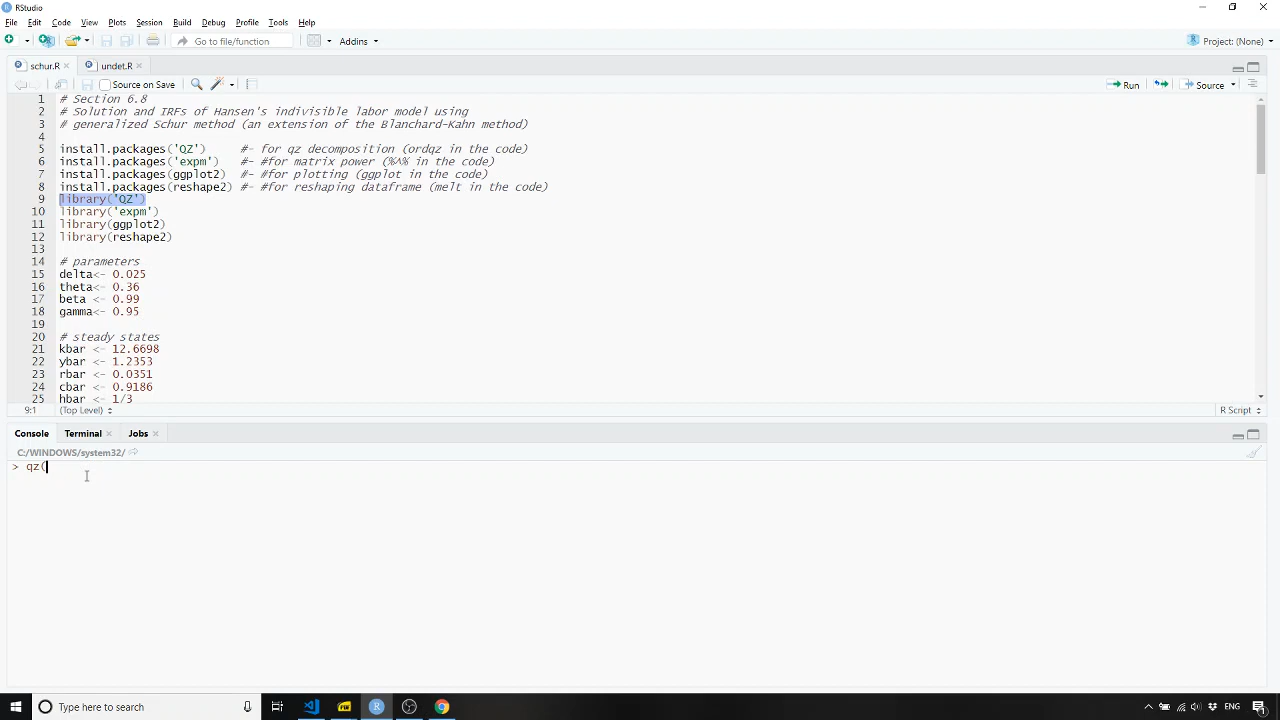 RStudio
File Edit Code View Plots Session Build Debug Profile Tools Help
Go to file/function Addins Project: (None)
schur.R undet.R
Source on Save Run Source
1 # Section 6.8
2 # Solution and IRFs of Hansen's indivisible labor model using
3 # generalized Schur method (an extension of the Blanchard-Kahn method)
4
5 install.packages('QZ') #- for qz decomposition (ordqz in the code)
6 install.packages('expm') #- #for matrix power (%^% in the code)
7 install.packages(ggplot2) #- #for plotting (ggplot in the code)
8 install.packages(reshape2) #- #for reshaping dataframe (melt in the code)
9 library('QZ')
10 library('expm')
11 library(ggplot2)
12 library(reshape2)
13
14 # parameters
15 delta<- 0.025
16 theta<- 0.36
17 beta <- 0.99
18 gamma<- 0.95
19
20 # steady states
21 kbar <- 12.6698
22 ybar <- 1.2353
23 rbar <- 0.0351
24 cbar <- 0.9186
25 hbar <- 1/3
9:1 (Top Level) R Script
Console Terminal Jobs
C:/WINDOWS/system32/
> qz(
Type here to search ENG